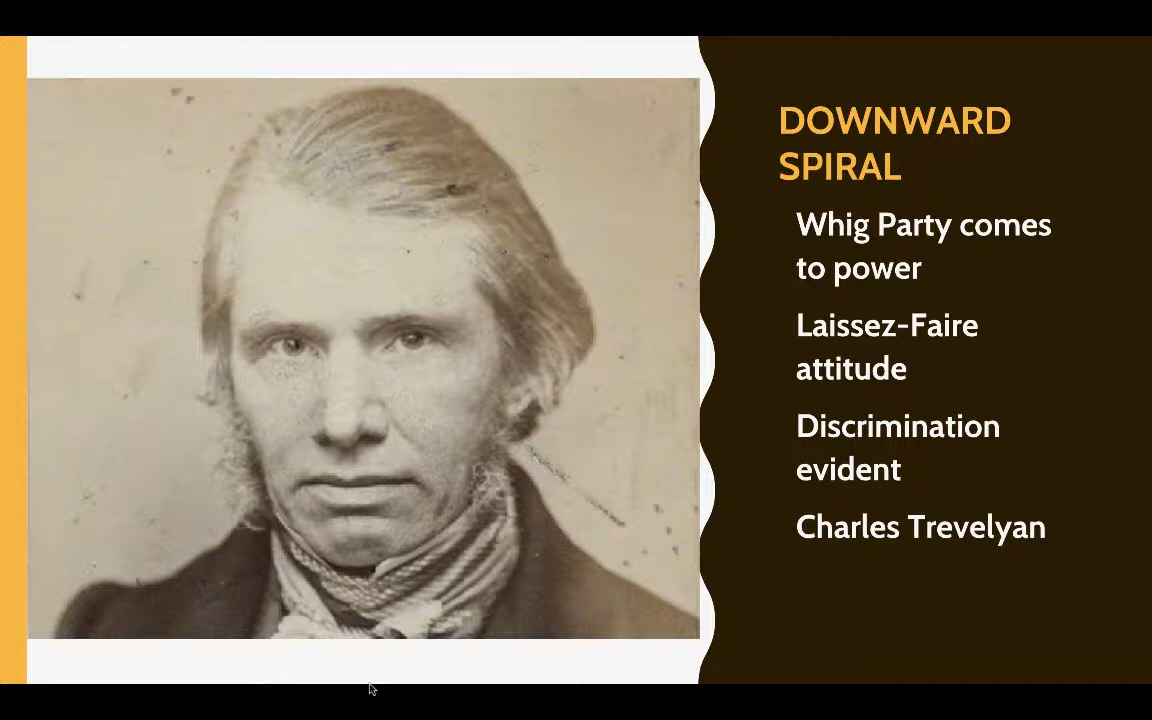 DOWNWARD
SPIRAL
Whig Party comes
to power
Laissez-Faire
attitude
Discrimination
evident
Charles Trevelyan